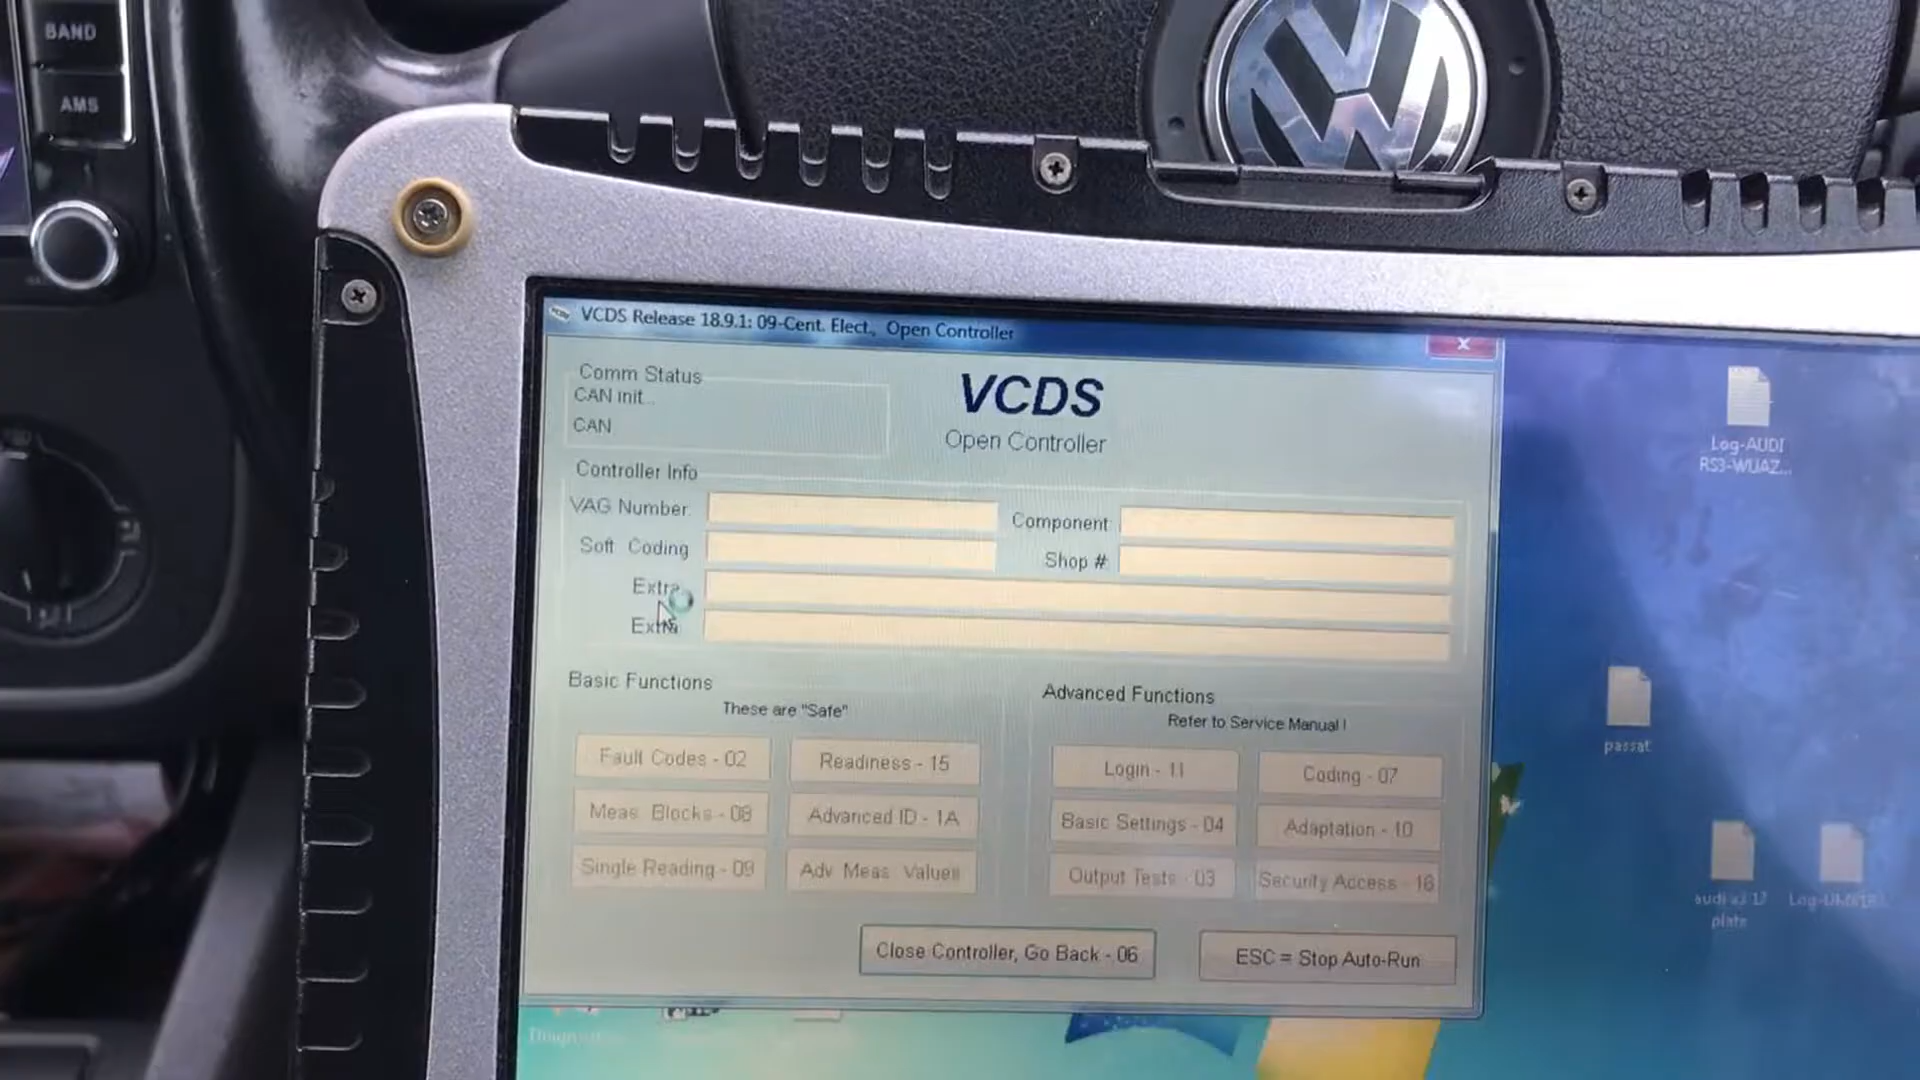 BAND
AMS
VCDS Release 18.9.1: 09-Cent. Elect., Open Controller
Comm Status
CAN init...
CAN
VCDS
Open Controller
Controller Info
VAG Number:
Component:
Soft. Coding:
Shop #:
Extra:
Extra:
Basic Functions
These are "Safe"
Fault Codes - 02
Readiness - 15
Meas. Blocks - 08
Advanced ID - 1A
Single Reading - 09
Adv. Meas. Values
Advanced Functions
Refer to Service Manual!
Login - 11
Coding - 07
Basic Settings - 04
Adaptation - 10
Output Tests - 03
Security Access - 16
Close Controller, Go Back - 06
ESC = Stop Auto-Run
Log-AUDI
RS3-WUAZ...
passat
audi a3 17
plate